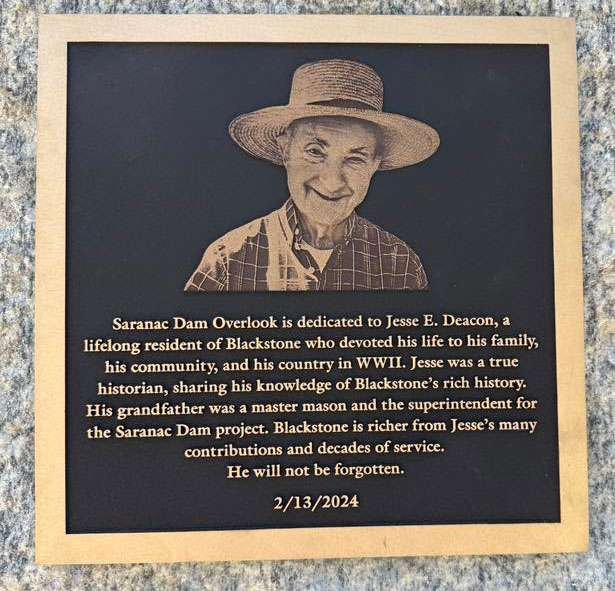 Saranac Dam Overlook is dedicated to Jesse E. Deacon, a
lifelong resident of Blackstone who devoted his life to his family,
his community, and his country in WWII. Jesse was a true
historian, sharing his knowledge of Blackstone's rich history.
His grandfather was a master mason and the superintendent for
the Saranac Dam project. Blackstone is richer from Jesse's many
contributions and decades of service.
He will not be forgotten.
2/13/2024